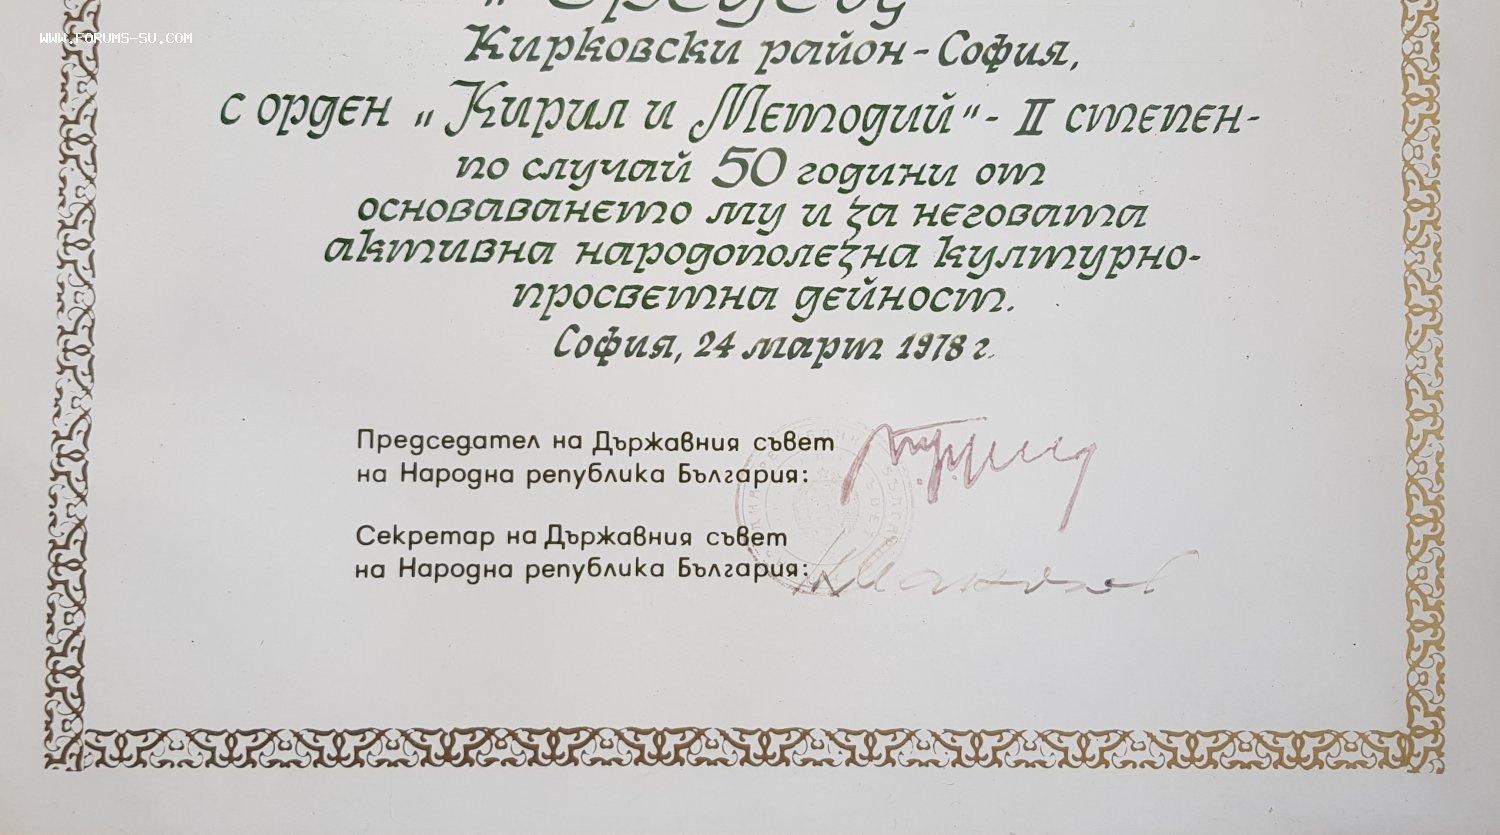 WWW.FORUMS-SU.COM
Кирковски район - София,
с орден „Кирил и Методий“ - II степен -
по случай 50 години от
основаването му и за неговата
активна народополезна културно-
просветна дейност.
София, 24 март 1978 г.
Председател на Държавния съвет
на Народна република България:
Секретар на Държавния съвет
на Народна република България: